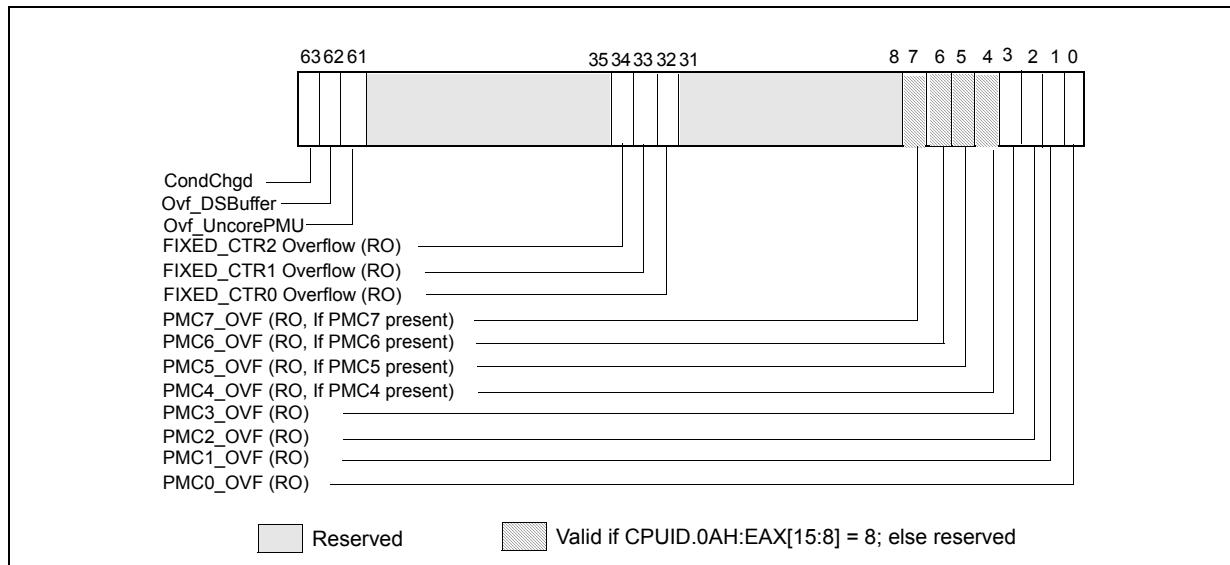 63 62 61 35 34 33 32 31 8 7 6 5 4 3 2 1 0
CondChgd
Ovf_DSBuffer
Ovf_UncorePMU
FIXED_CTR2 Overflow (RO)
FIXED_CTR1 Overflow (RO)
FIXED_CTR0 Overflow (RO)
PMC7_OVF (RO, If PMC7 present)
PMC6_OVF (RO, If PMC6 present)
PMC5_OVF (RO, If PMC5 present)
PMC4_OVF (RO, If PMC4 present)
PMC3_OVF (RO)
PMC2_OVF (RO)
PMC1_OVF (RO)
PMC0_OVF (RO)
Reserved Valid if CPUID.0AH:EAX[15:8] = 8; else reserved